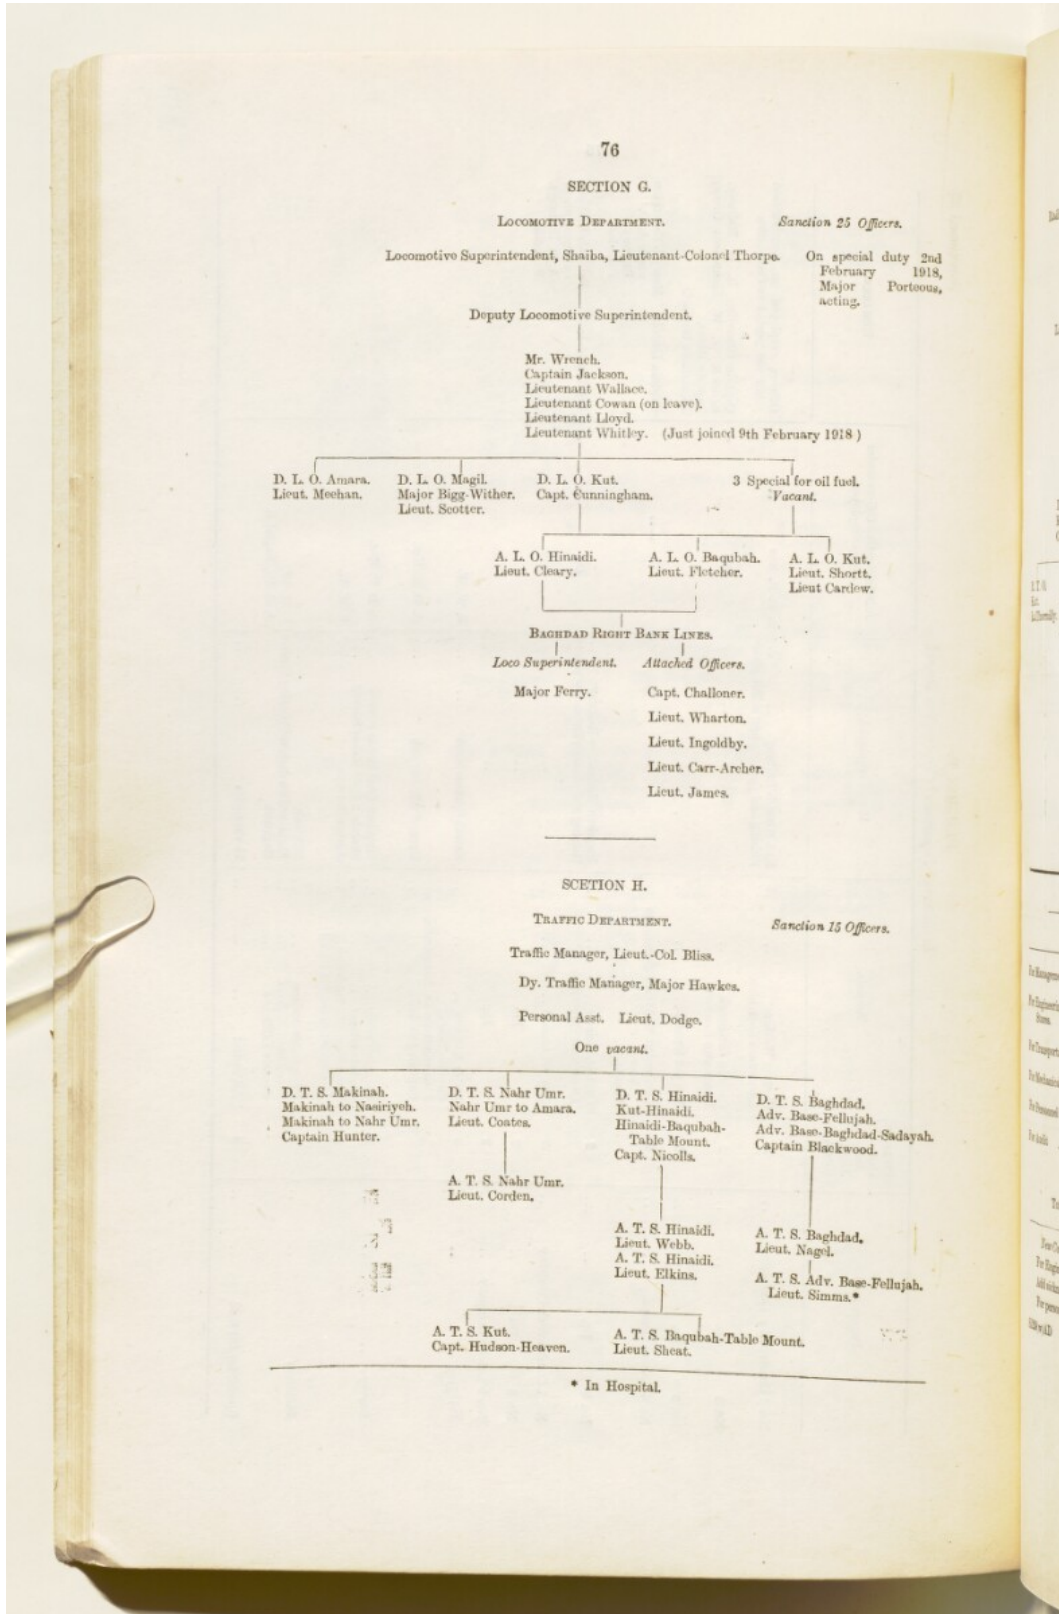 76
SECTION G.
LOCOMOTIVE DEPARTMENT. Sanction 25 Officers.
Locomotive Superintendent, Shaiba, Lieutenant-Colonel Thorpe. On special duty 2nd
February 1918,
Major Porteous,
acting.
Deputy Locomotive Superintendent.
Mr. Wrench.
Captain Jackson.
Lieutenant Wallace.
Lieutenant Cowan (on leave).
Lieutenant Lloyd.
Lieutenant Whitley. (Just joined 9th February 1918 )
D. L. O. Amara.
Lieut. Meehan.
D. L. O. Magil.
Major Bigg-Wither.
Lieut. Scotter.
D. L. O. Kut.
Capt. Cunningham.
3 Special for oil fuel.
Vacant.
A. L. O. Hinaidi.
Lieut. Cleary.
A. L. O. Baqubah.
Lieut. Fletcher.
A. L. O. Kut.
Lieut. Shortt.
Lieut Cardew.
BAGHDAD RIGHT BANK LINES.
Loco Superintendent.
Major Ferry.
Attached Officers.
Capt. Challoner.
Lieut. Wharton.
Lieut. Ingoldby.
Lieut. Carr-Archer.
Lieut. James.
SCETION H.
TRAFFIC DEPARTMENT. Sanction 15 Officers.
Traffic Manager, Lieut.-Col. Bliss.
Dy. Traffic Manager, Major Hawkes.
Personal Asst. Lieut. Dodge.
One vacant.
D. T. S. Makinah.
Makinah to Nasiriyeh.
Makinah to Nahr Umr.
Captain Hunter.
D. T. S. Nahr Umr.
Nahr Umr to Amara.
Lieut. Coates.
A. T. S. Nahr Umr.
Lieut. Corden.
D. T. S. Hinaidi.
Kut-Hinaidi.
Hinaidi-Baqubah-
Table Mount.
Capt. Nicolls.
A. T. S. Hinaidi.
Lieut. Webb.
A. T. S. Hinaidi.
Lieut. Elkins.
D. T. S. Baghdad.
Adv. Base-Fellujah.
Adv. Base-Baghdad-Sadayah.
Captain Blackwood.
A. T. S. Baghdad.
Lieut. Nagel.
A. T. S. Adv. Base-Fellujah.
Lieut. Simms.*
A. T. S. Kut.
Capt. Hudson-Heaven.
A. T. S. Baqubah-Table Mount.
Lieut. Sheat.
* In Hospital.